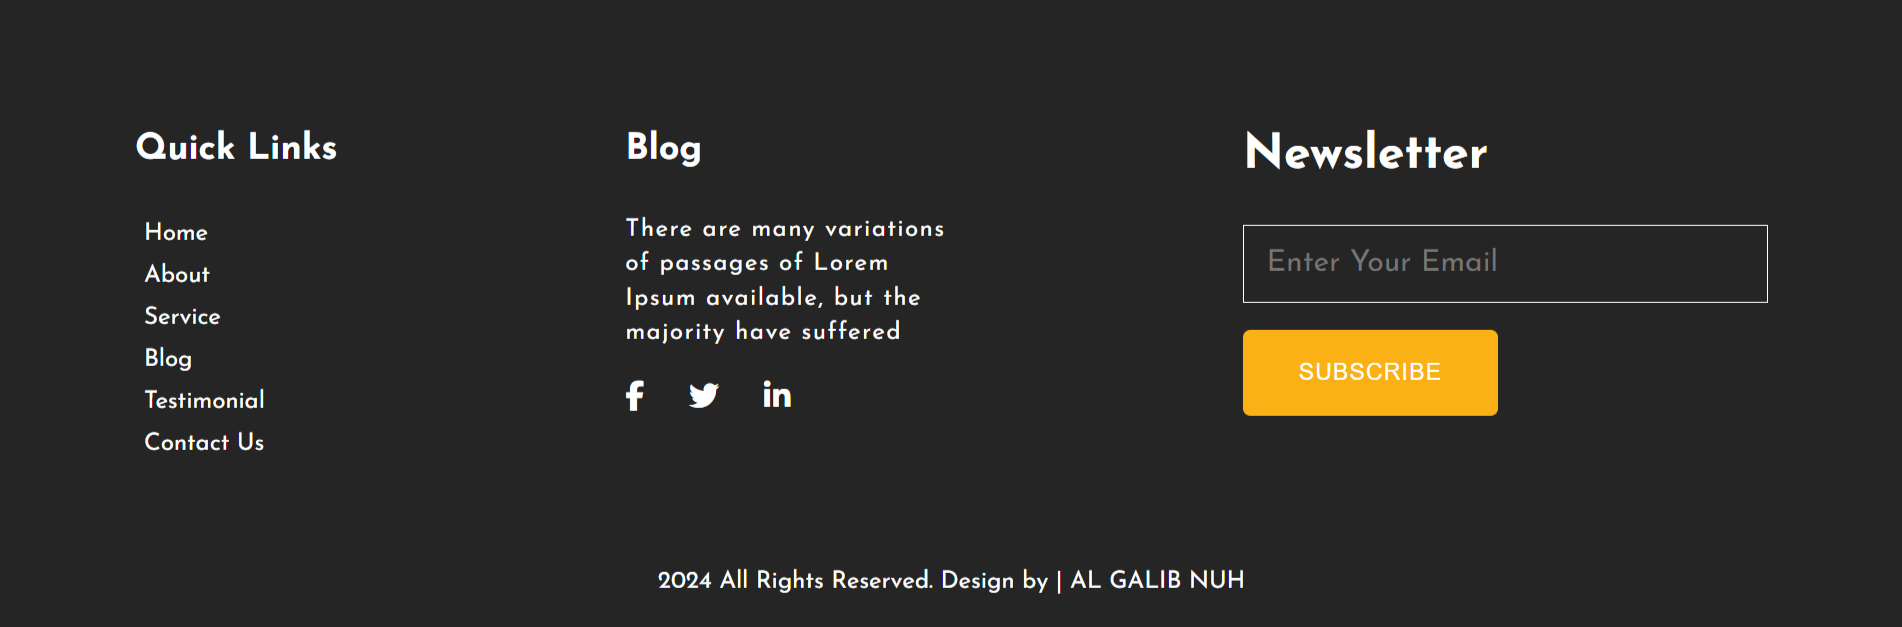 Quick Links
Home
About
Service
Blog
Testimonial
Contact Us
Blog
There are many variations
of passages of Lorem
Ipsum available, but the
majority have suffered
Newsletter
Enter Your Email
SUBSCRIBE
2024 All Rights Reserved. Design by | AL GALIB NUH